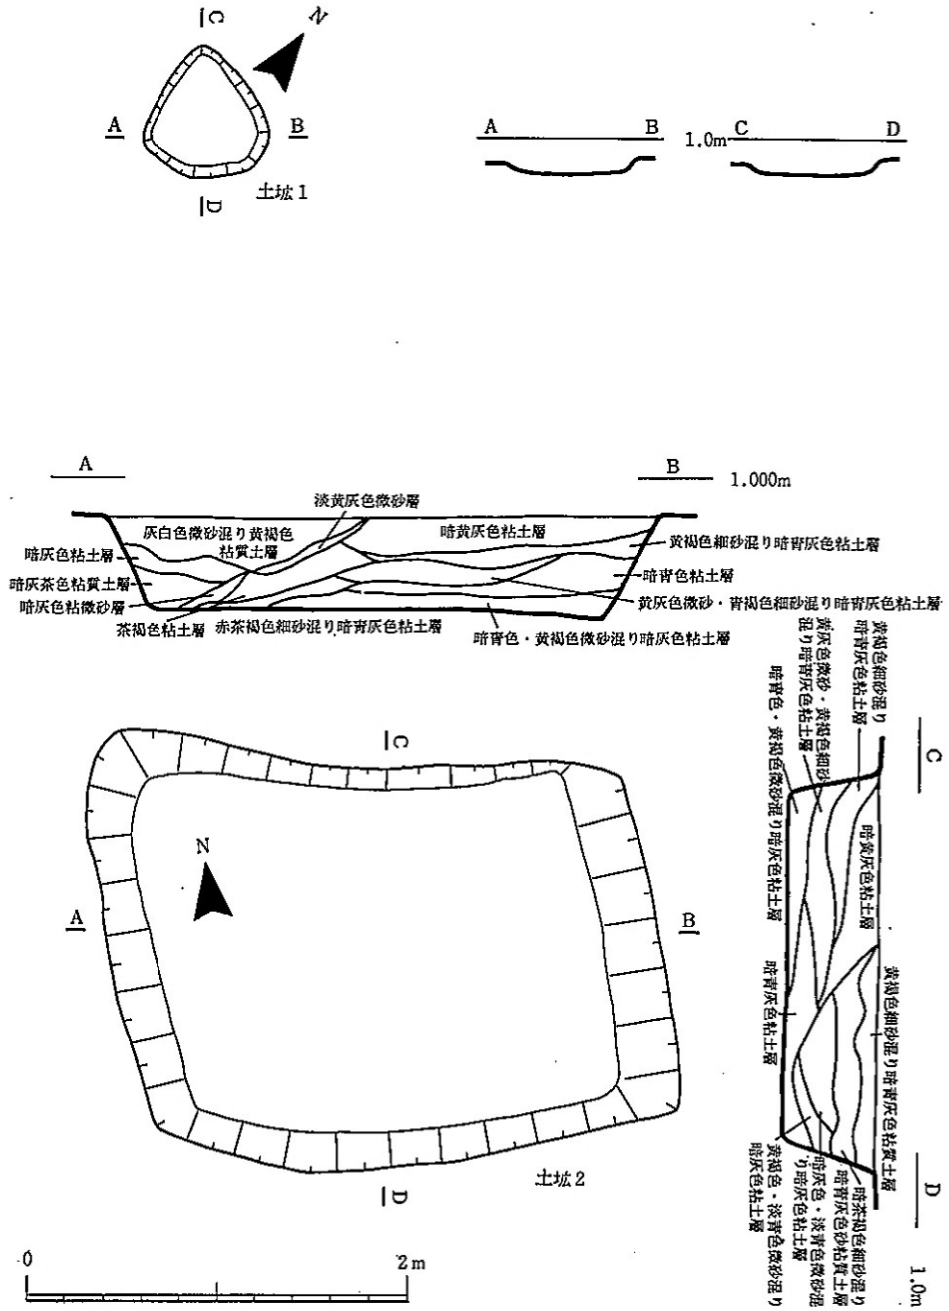 C
N
A
B
D
土坛1
A
B
1.0m
C
D
A
B
1.000m
淡黄灰色微砂層
灰白色微砂混り黄褐色
粘質土層
暗黄灰色粘土層
黄褐色細砂混り暗青灰色粘土層
暗灰色粘土層
暗青色粘土層
暗灰茶色粘質土層
黄灰色微砂・青褐色細砂混り暗青灰色粘土層
暗灰色粘微砂層
茶褐色粘土層
赤茶褐色細砂混り暗青灰色粘土層
暗青色・黄褐色微砂混り暗灰色粘土層
C
N
A
B
D
土坛2
黄褐色細砂混り
暗青灰色粘土層
黄灰色微砂・黄褐色細砂
混り暗青灰色粘土層
暗青色・黄褐色微砂混り暗灰色粘土層
C
暗黄灰色粘土層
暗青灰色粘土層
黄褐色細砂混り暗青灰色粘質土層
暗茶褐色細砂混り
暗青灰色砂粘質土層
暗灰色・淡青色微砂混
り暗灰色粘土層
黄褐色・淡青色微砂混り
暗灰色粘土層
D
1.0m
0
2m